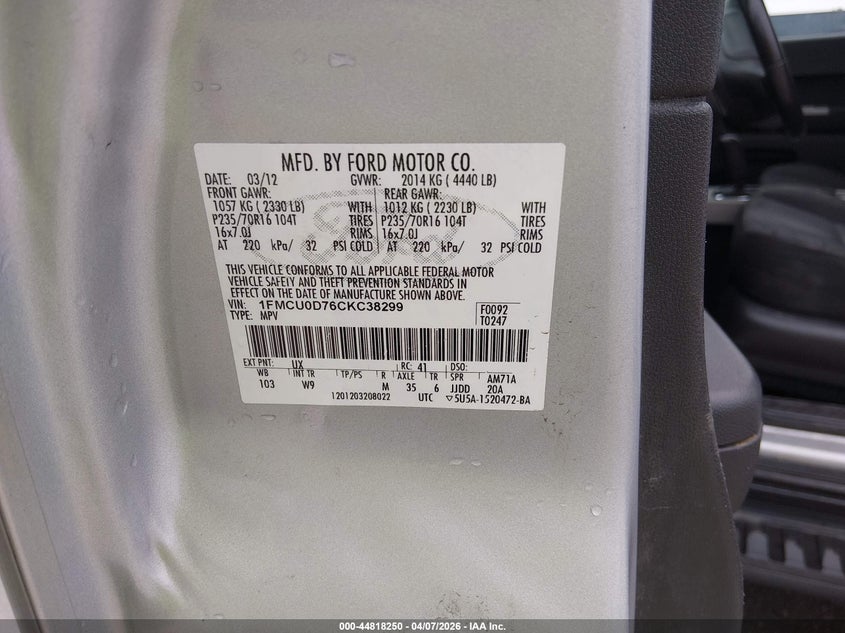 MFD. BY FORD MOTOR CO.
DATE: 03/12 GVWR: 2014 KG ( 4440 LB)
FRONT GAWR: REAR GAWR:
1057 KG ( 2330 LB) WITH 1012 KG ( 2230 LB) WITH
P235/70R16 104T TIRES P235/70R16 104T TIRES
16x7.0J RIMS 16x7.0J RIMS
AT 220 kPa/ 32 PSI COLD AT 220 kPa/ 32 PSI COLD
Ford
THIS VEHICLE CONFORMS TO ALL APPLICABLE FEDERAL MOTOR
VEHICLE SAFETY AND THEFT PREVENTION STANDARDS IN
EFFECT ON THE DATE OF MANUFACTURE SHOWN ABOVE.
VIN: 1FMCU0D76CKC38299 F0092
TYPE: MPV T0247
EXT PNT: UX RC: 41 DSO:
WB INT TR TP/PS R AXLE TR SPR AM71A
103 W9 M 35 6 JJDD 20A
1201203208022 UTC ▽5U5A-1520472-BA
000-44818250 - 04/07/2026 - IAA Inc.